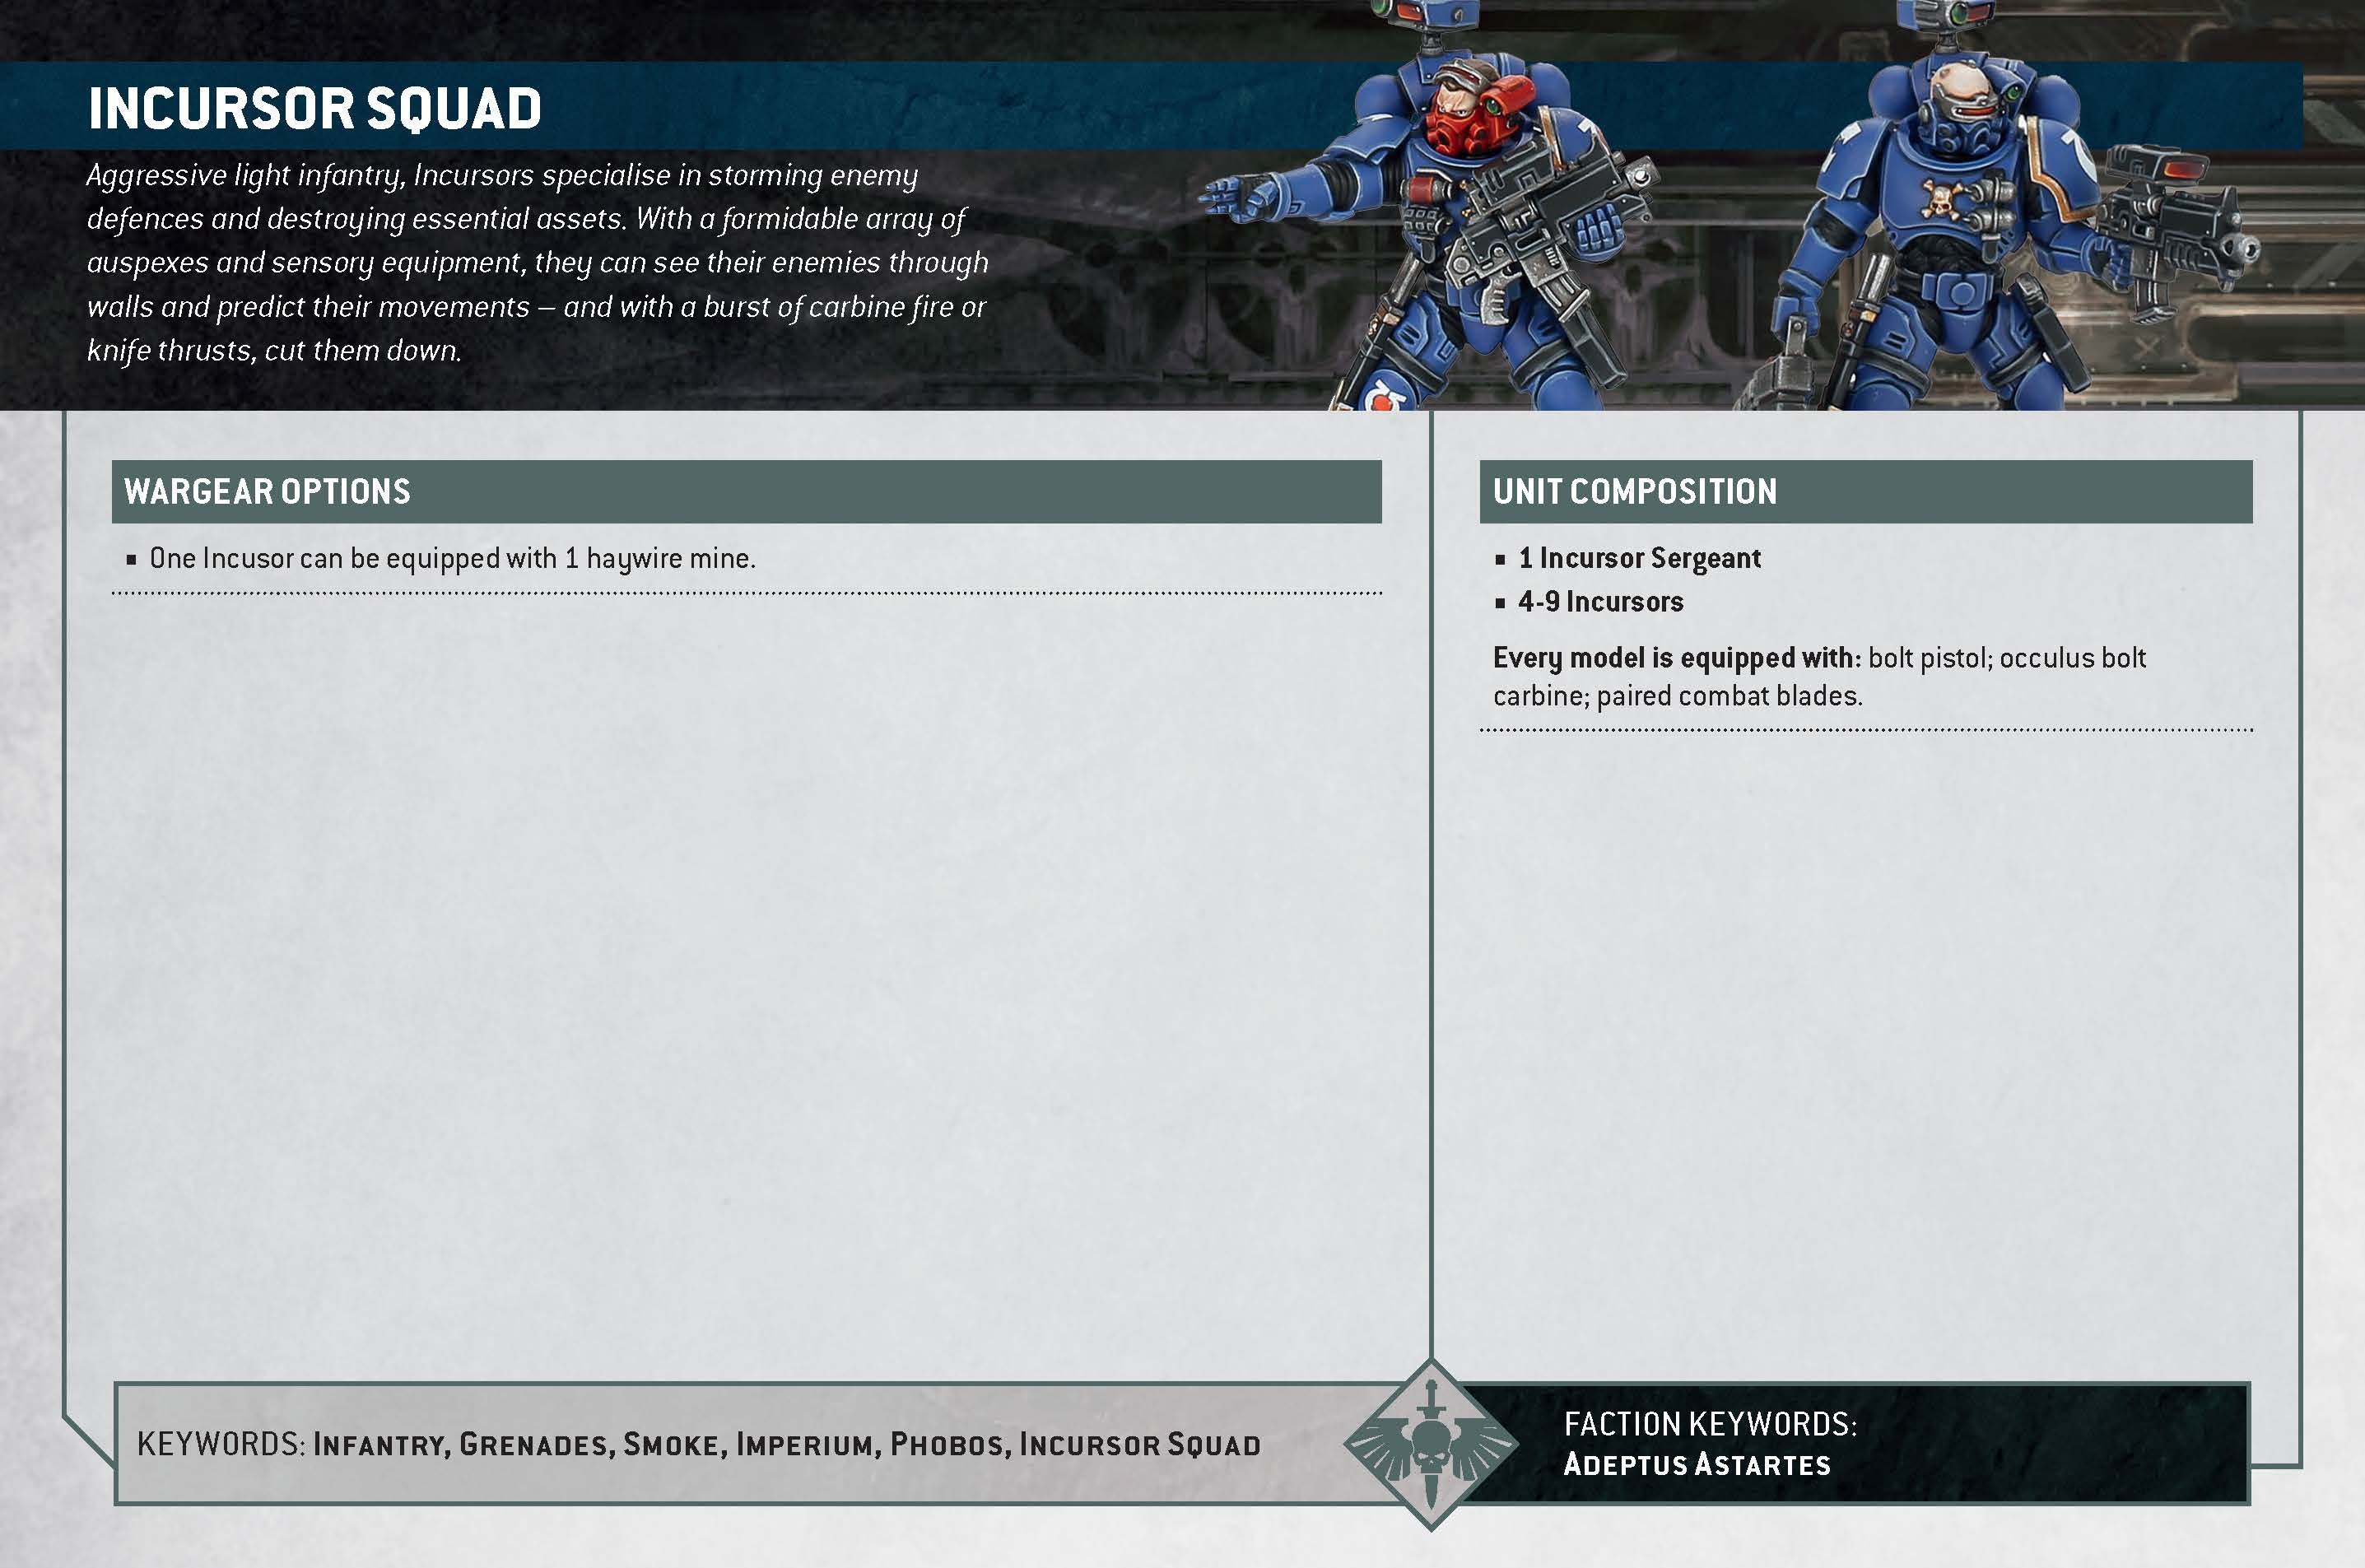 INCURSOR SQUAD
Aggressive light infantry, Incursors specialise in storming enemy
defences and destroying essential assets. With a formidable array of
auspexes and sensory equipment, they can see their enemies through
walls and predict their movements – and with a burst of carbine fire or
knife thrusts, cut them down.
WARGEAR OPTIONS
▪ One Incusor can be equipped with 1 haywire mine.
UNIT COMPOSITION
▪ 1 Incursor Sergeant
▪ 4-9 Incursors
Every model is equipped with: bolt pistol; occulus bolt
carbine; paired combat blades.
KEYWORDS: INFANTRY, GRENADES, SMOKE, IMPERIUM, PHOBOS, INCURSOR SQUAD
FACTION KEYWORDS:
ADEPTUS ASTARTES